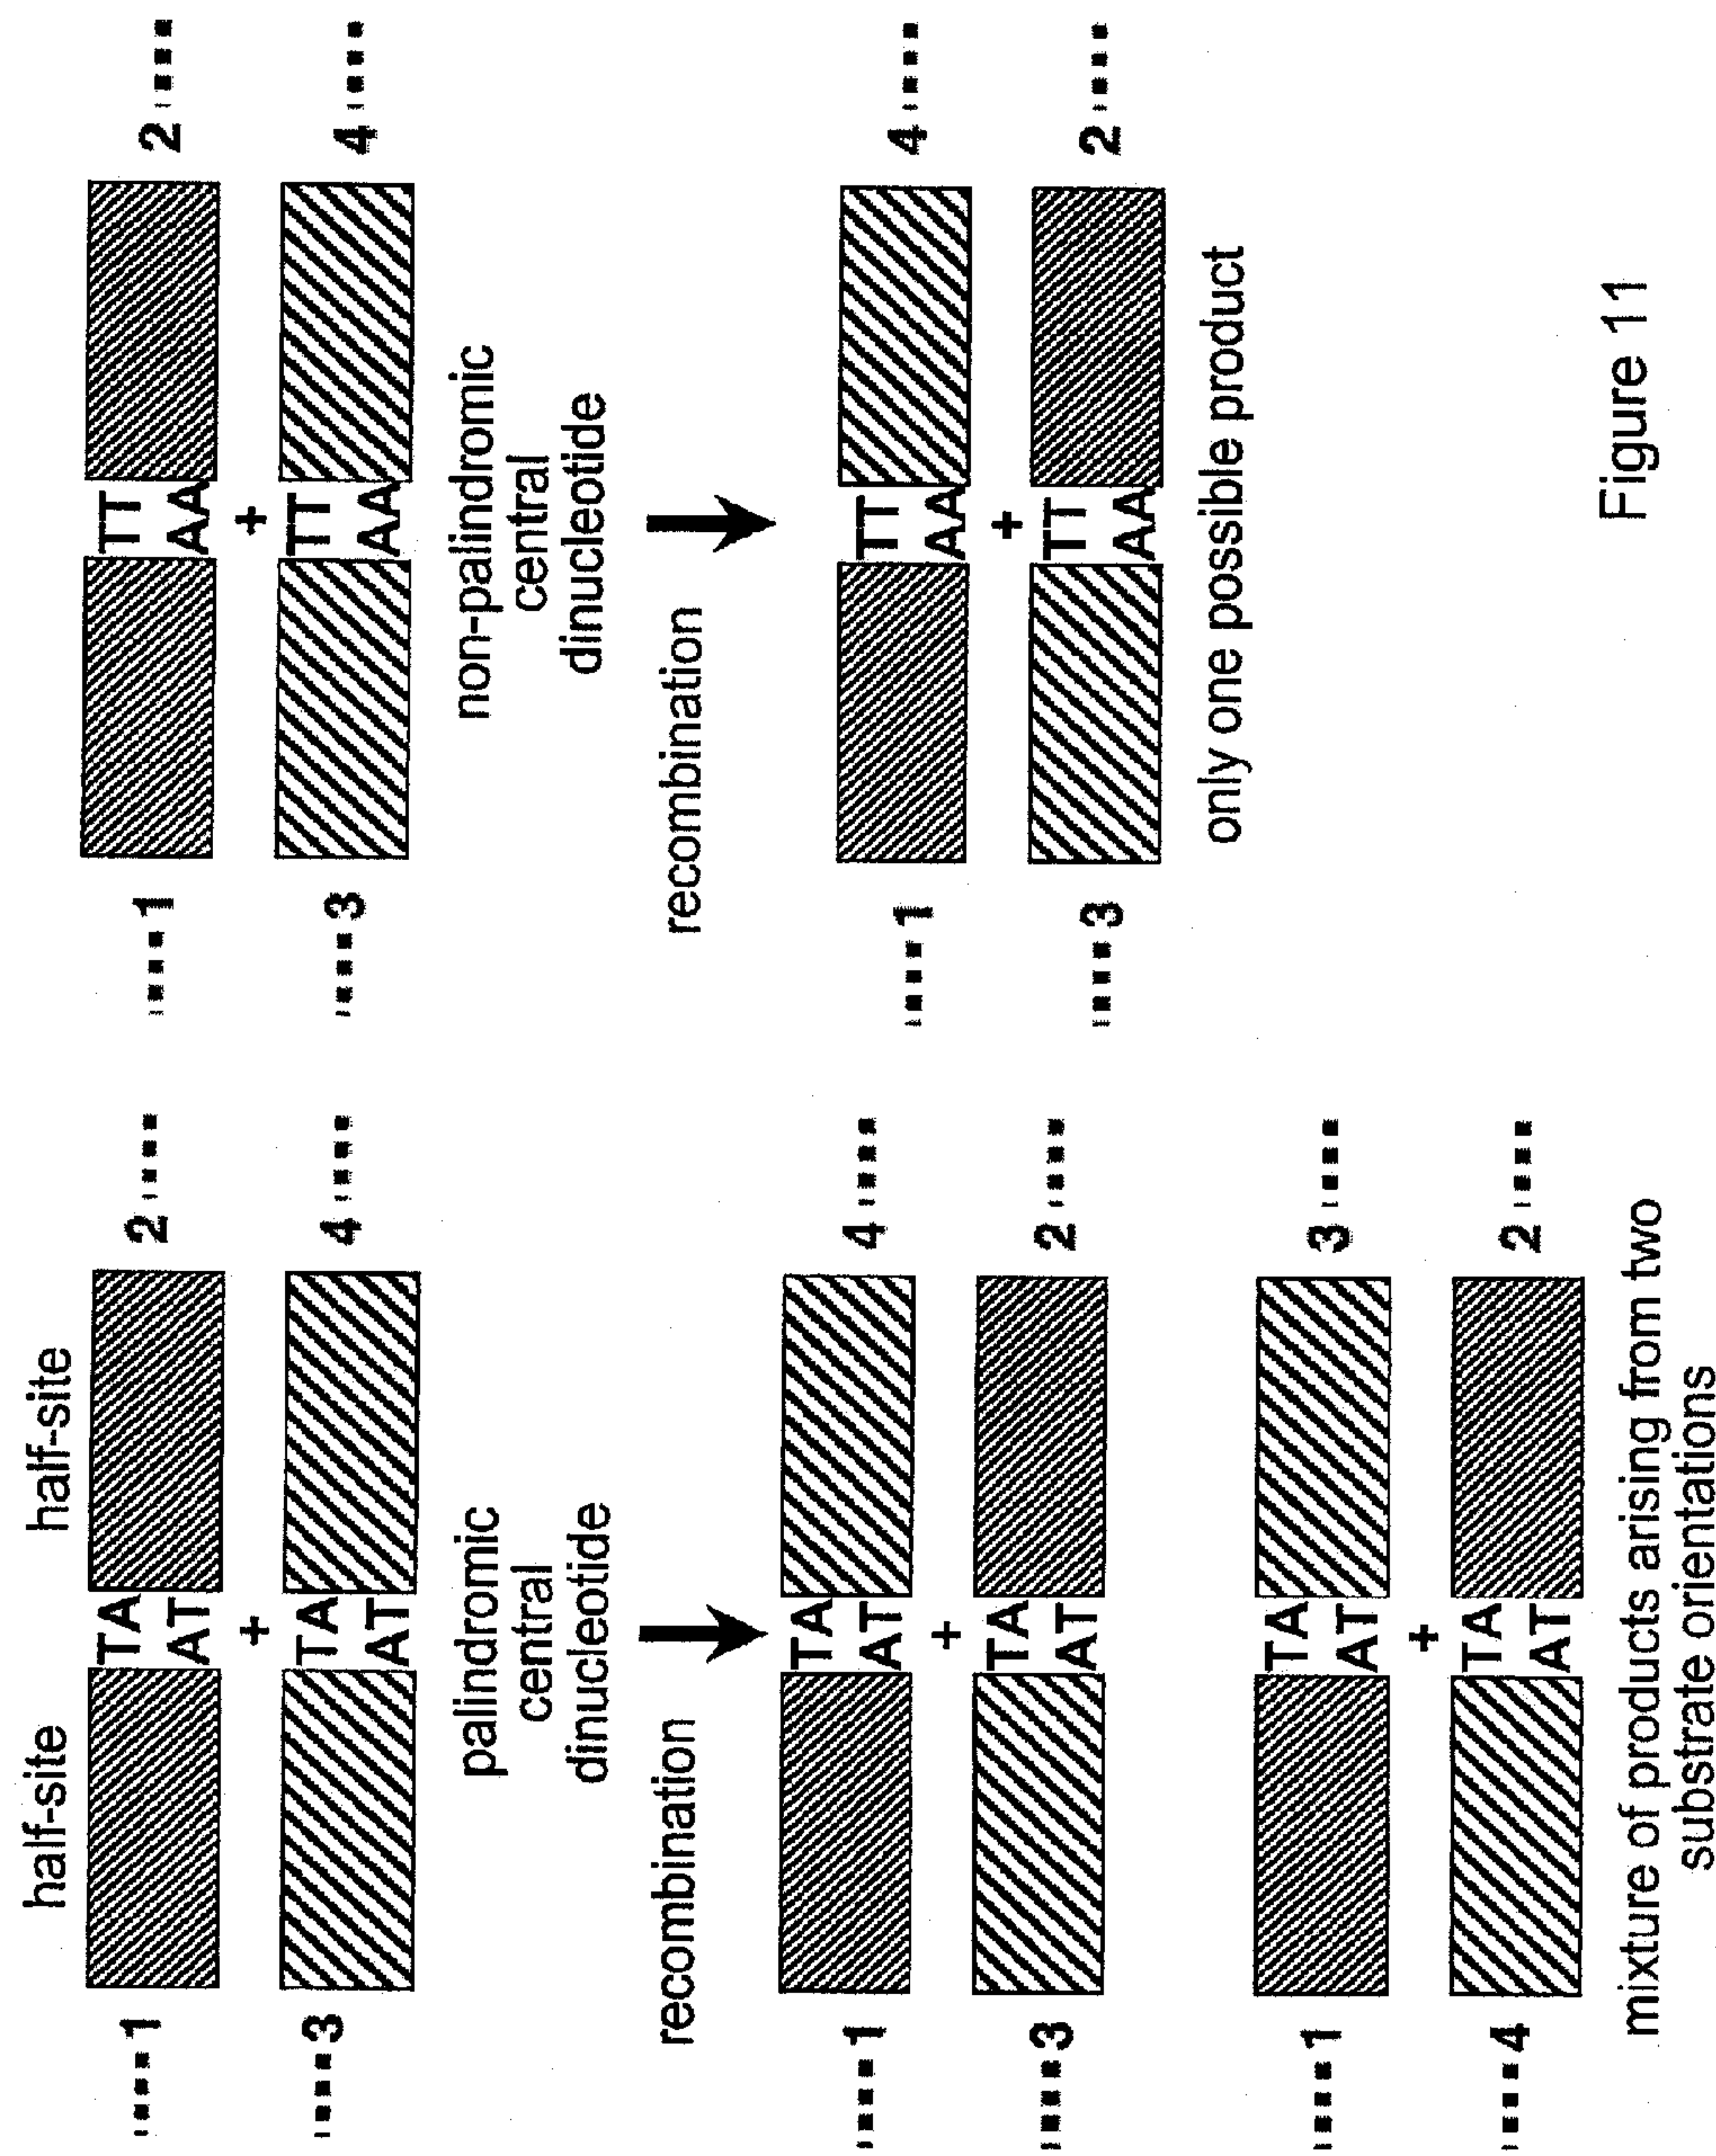 half-site half-site
1 TA 2
AT
+
3 TA 4
AT
palindromic
central
dinucleotide
recombination
1 TA 4
AT
+
3 TA 2
AT
1 TA 3
AT
+
4 TA 2
AT
mixture of products arising from two
substrate orientations
1 TT 2
AA
+
3 TT 4
AA
non-palindromic
central
dinucleotide
recombination
1 TT 4
AA
+
3 TT 2
AA
only one possible product
Figure 11